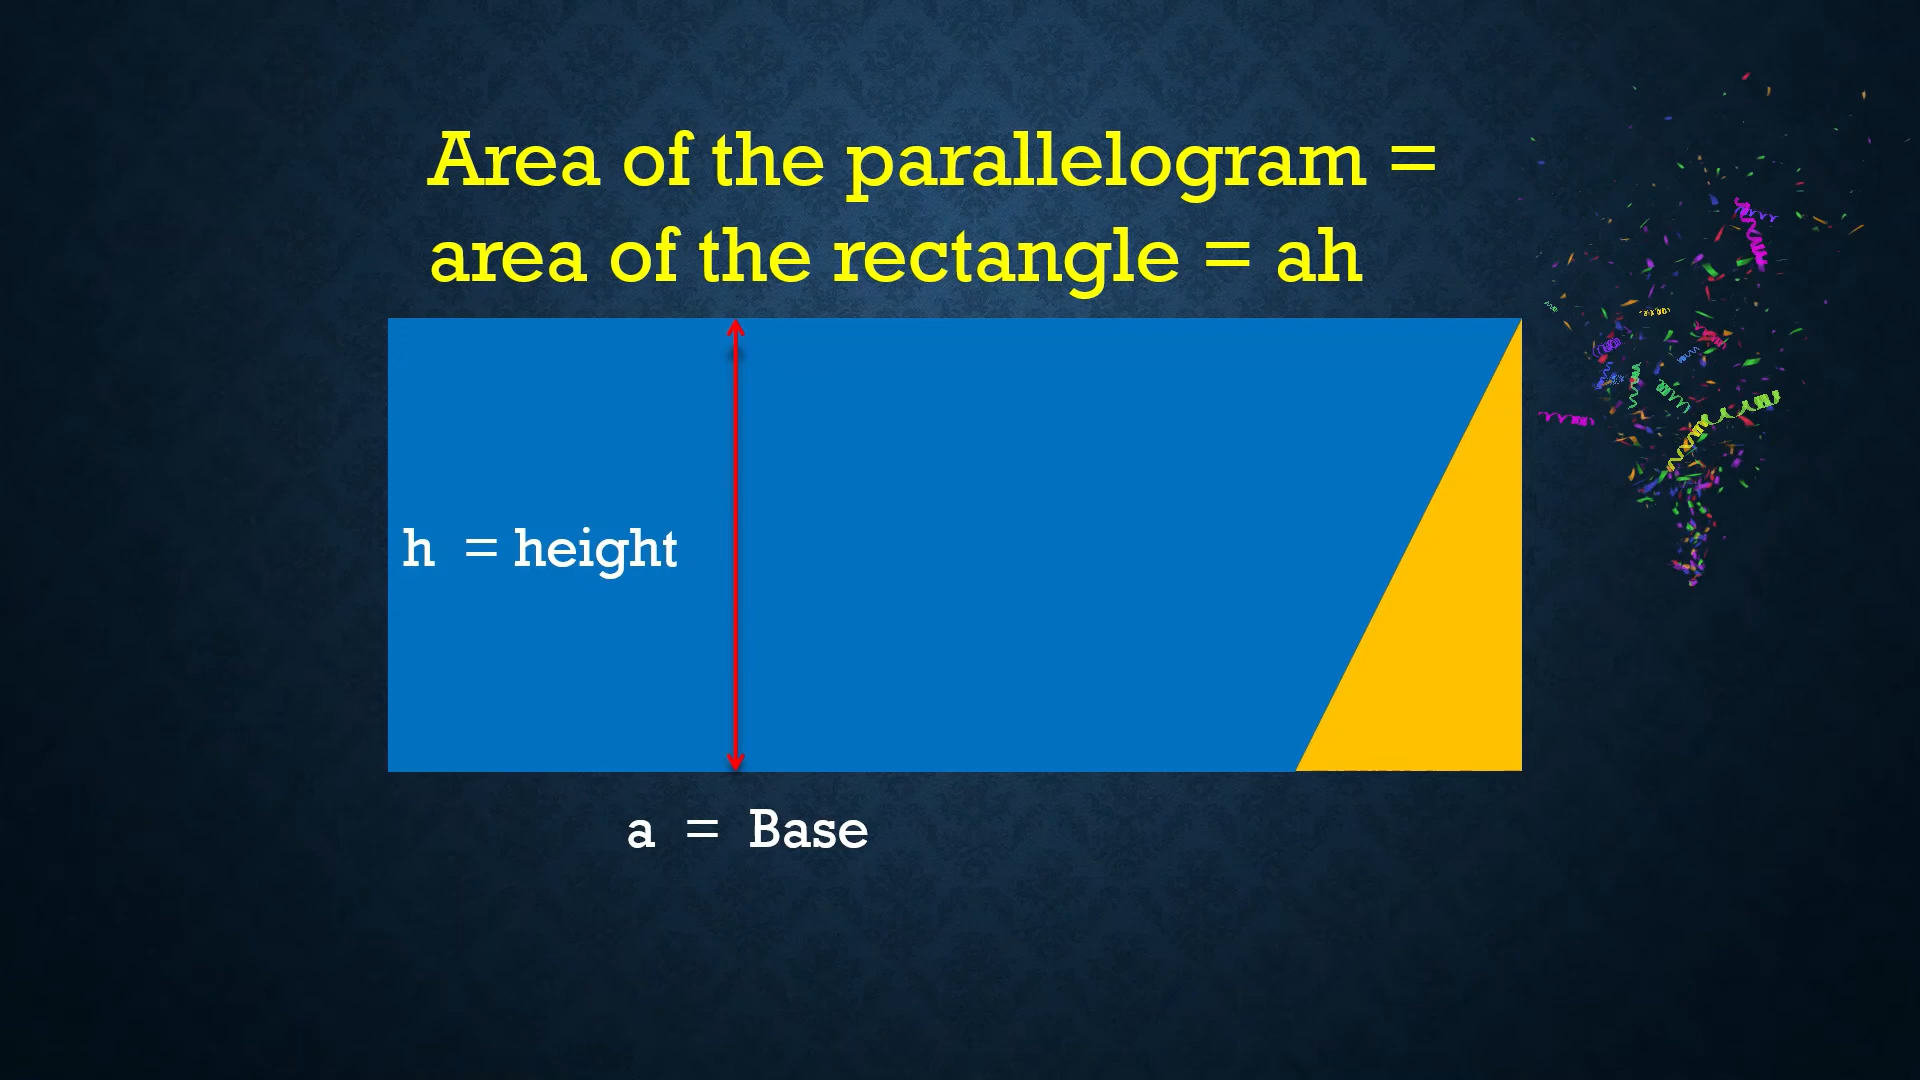 Area of the parallelogram =
area of the rectangle = ah
h = height
a = Base